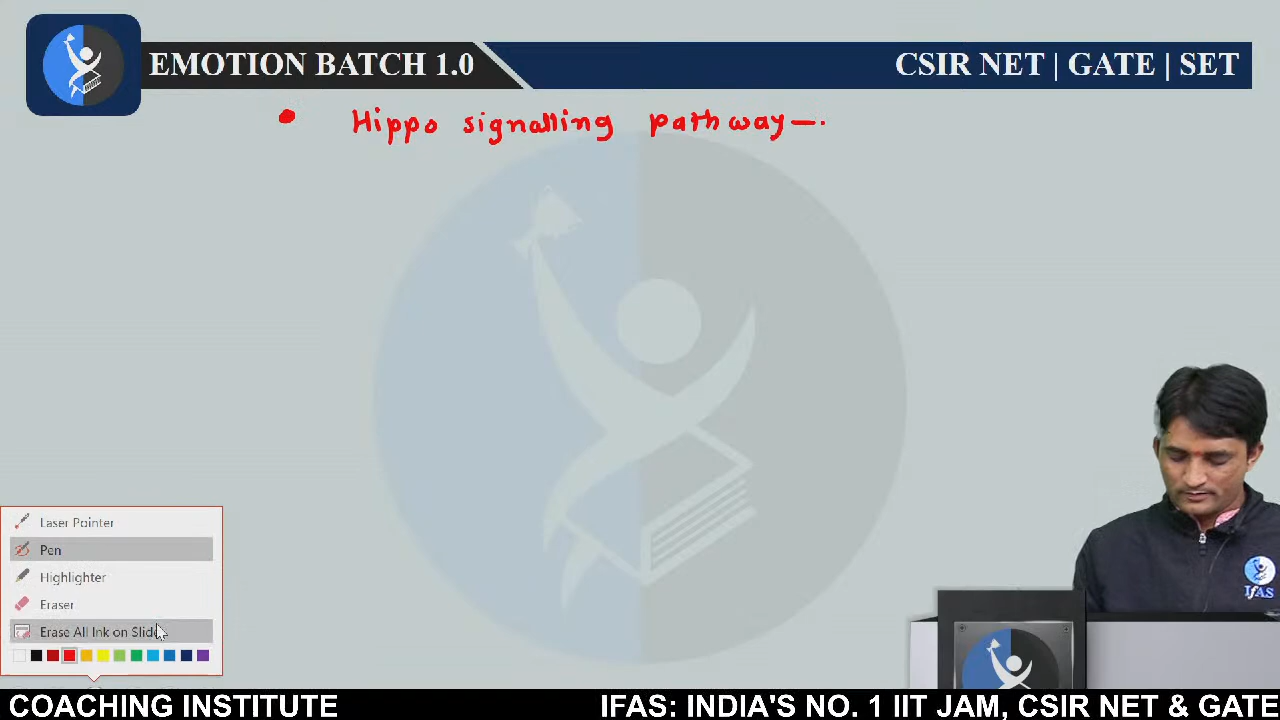 EMOTION BATCH 1.0
CSIR NET | GATE | SET
• Hippo signalling pathway—.
Laser Pointer
Pen
Highlighter
Eraser
Erase All Ink on Slide
IFAS
COACHING INSTITUTE
IFAS: INDIA'S NO. 1 IIT JAM, CSIR NET & GATE